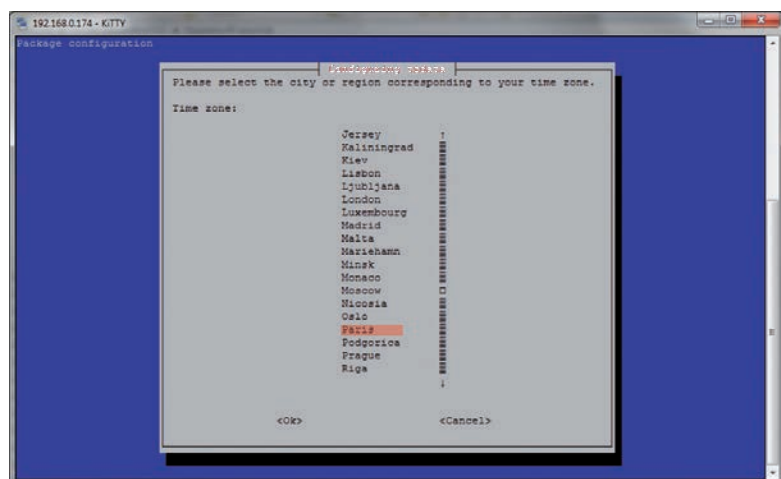 192.168.0.174 - KiTTY
Package configuration
Please select the city or region corresponding to your time zone.
Time zone:
Jersey
Kaliningrad
Kiev
Lisbon
Ljubljana
London
Luxembourg
Madrid
Malta
Mariehamn
Minsk
Monaco
Moscow
Nicosia
Oslo
Paris
Podgorica
Prague
Riga
<Ok> <Cancel>